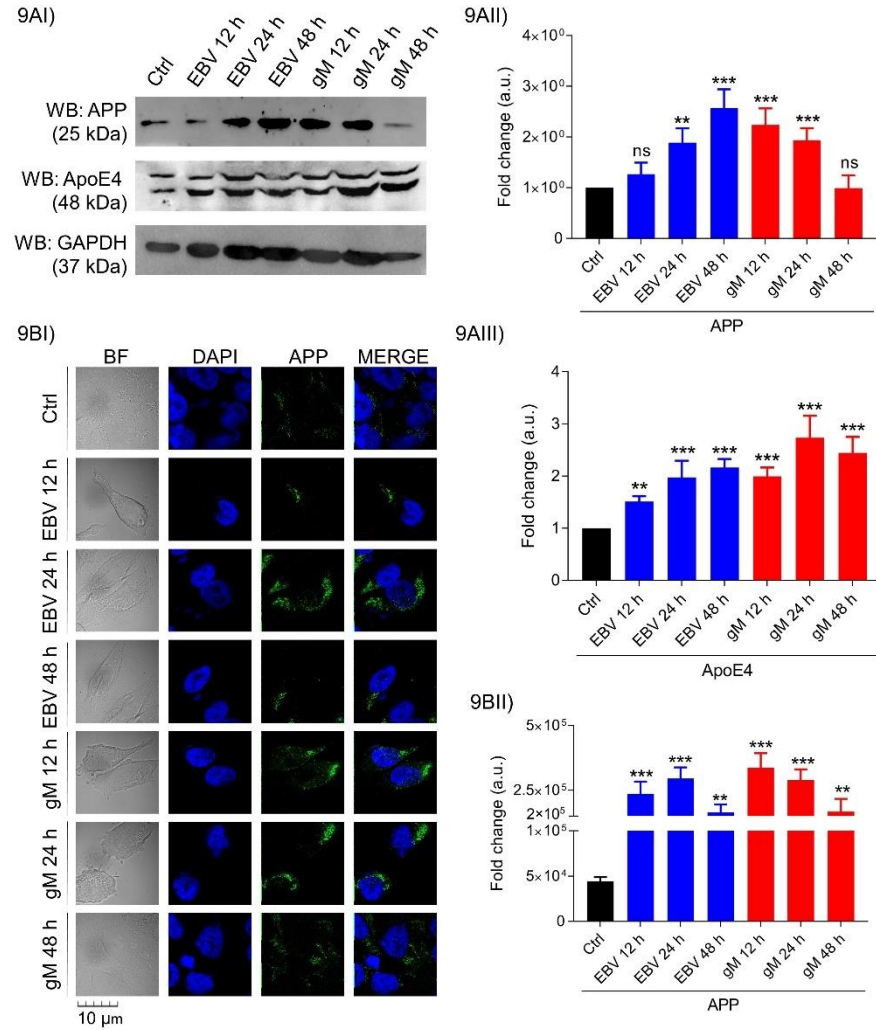 9AI)
Ctrl
EBV 12 h
EBV 24 h
EBV 48 h
gM 12 h
gM 24 h
gM 48 h
WB: APP
(25 kDa)
WB: ApoE4
(48 kDa)
WB: GAPDH
(37 kDa)
9AII)
Fold change (a.u.)
4×10⁰
3×10⁰
2×10⁰
1×10⁰
0
ns
**
***
***
***
ns
Ctrl
EBV 12 h
EBV 24 h
EBV 48 h
gM 12 h
gM 24 h
gM 48 h
APP
9BI)
BF DAPI APP MERGE
Ctrl
EBV 12 h
EBV 24 h
EBV 48 h
gM 12 h
gM 24 h
gM 48 h
10 µm
9AIII)
Fold change (a.u.)
4
3
2
1
0
**
***
***
***
***
***
Ctrl
EBV 12 h
EBV 24 h
EBV 48 h
gM 12 h
gM 24 h
gM 48 h
ApoE4
9BII)
Fold change (a.u.)
5×10⁵
2.5×10⁵
2×10⁵
1×10⁵
5×10⁴
0
***
***
**
***
***
**
Ctrl
EBV 12 h
EBV 24 h
EBV 48 h
gM 12 h
gM 24 h
gM 48 h
APP